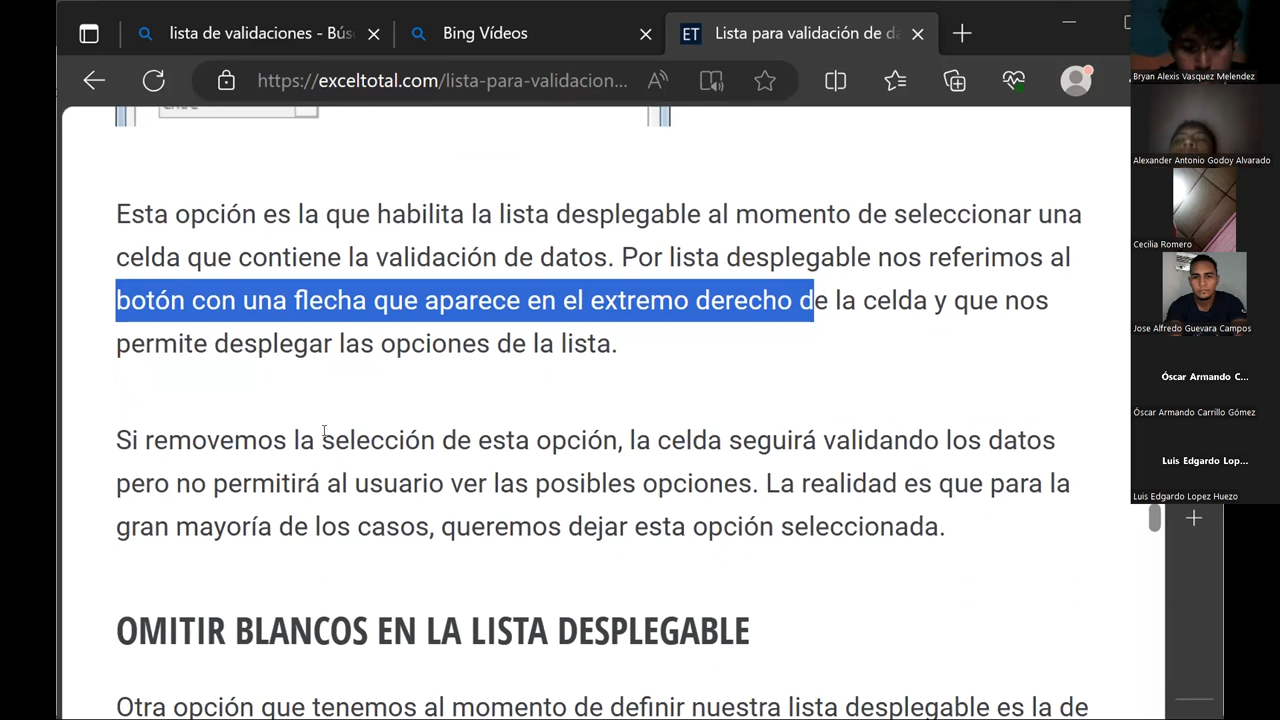 lista de validaciones - Bús
Bing Vídeos
ET Lista para validación de da
https://exceltotal.com/lista-para-validacion...
Esta opción es la que habilita la lista desplegable al momento de seleccionar una
celda que contiene la validación de datos. Por lista desplegable nos referimos al
botón con una flecha que aparece en el extremo derecho de la celda y que nos
permite desplegar las opciones de la lista.
Si removemos la selección de esta opción, la celda seguirá validando los datos
pero no permitirá al usuario ver las posibles opciones. La realidad es que para la
gran mayoría de los casos, queremos dejar esta opción seleccionada.
OMITIR BLANCOS EN LA LISTA DESPLEGABLE
Otra opción que tenemos al momento de definir nuestra lista desplegable es la de
Bryan Alexis Vasquez Melendez
Alexander Antonio Godoy Alvarado
Cecilia Romero
Jose Alfredo Guevara Campos
Óscar Armando C...
Óscar Armando Carrillo Gómez
Luis Edgardo Lop...
Luis Edgardo Lopez Huezo